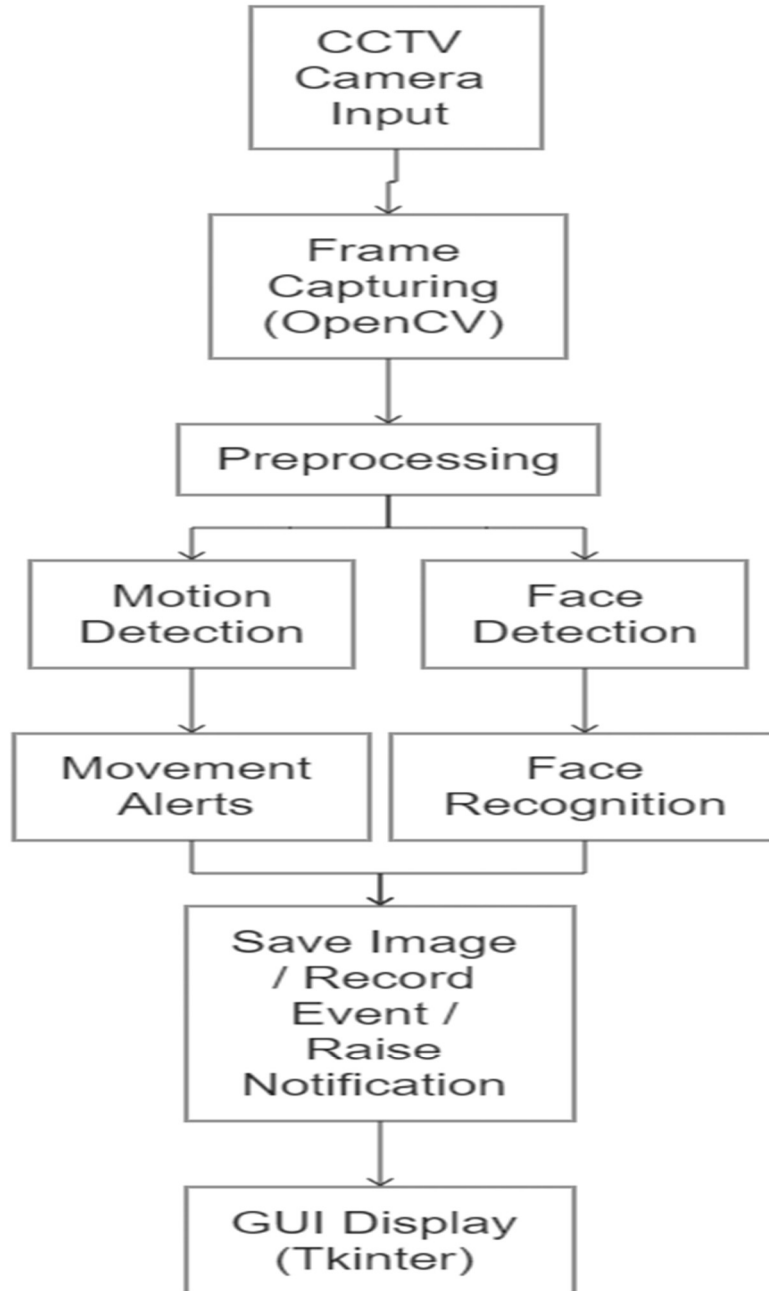 CCTV
Camera
Input
Frame
Capturing
(OpenCV)
Preprocessing
Motion
Detection
Face
Detection
Movement
Alerts
Face
Recognition
Save Image
/ Record
Event /
Raise
Notification
GUI Display
(Tkinter)